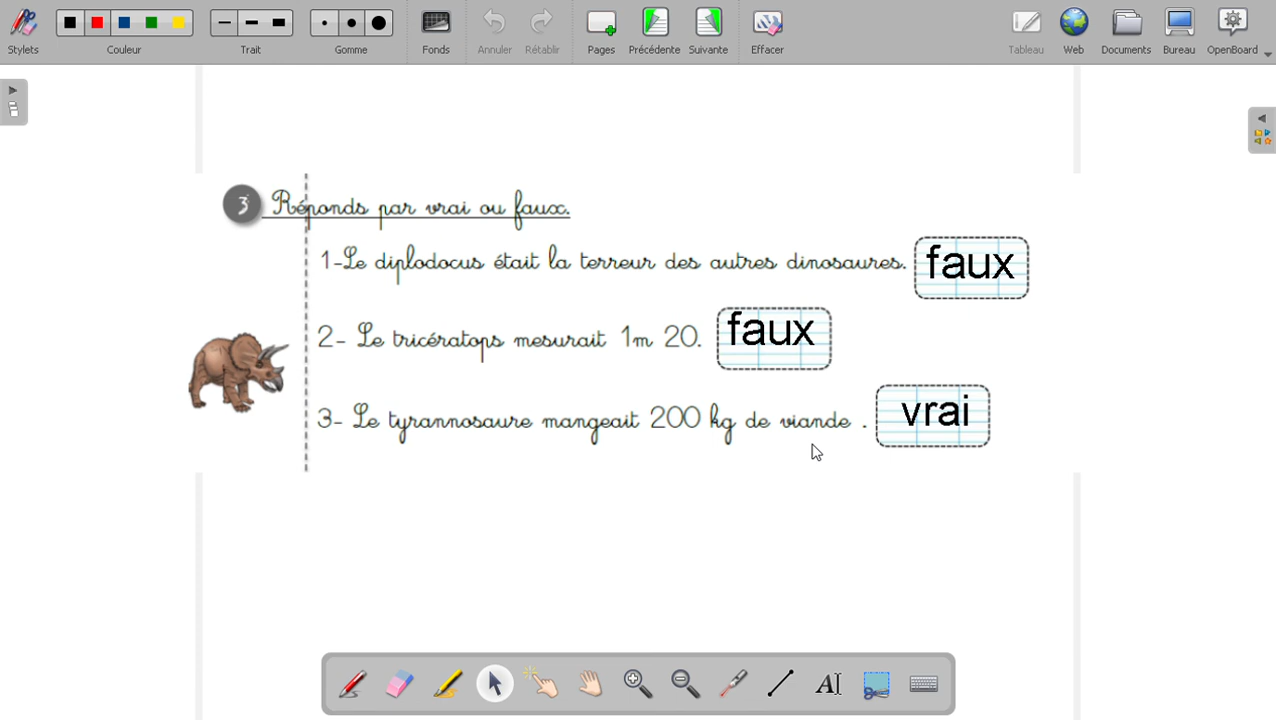 Stylets
Couleur
Trait
Gomme
Fonds
Annuler
Rétablir
Pages
Précédente
Suivante
Effacer
Tableau
Web
Documents
Bureau
OpenBoard
3 Réponds par vrai ou faux.
1-Le diplodocus était la terreur des autres dinosaures. faux
2- Le tricératops mesurait 1m 20. faux
3- Le tyrannosaure mangeait 200 kg de viande . vrai
AI